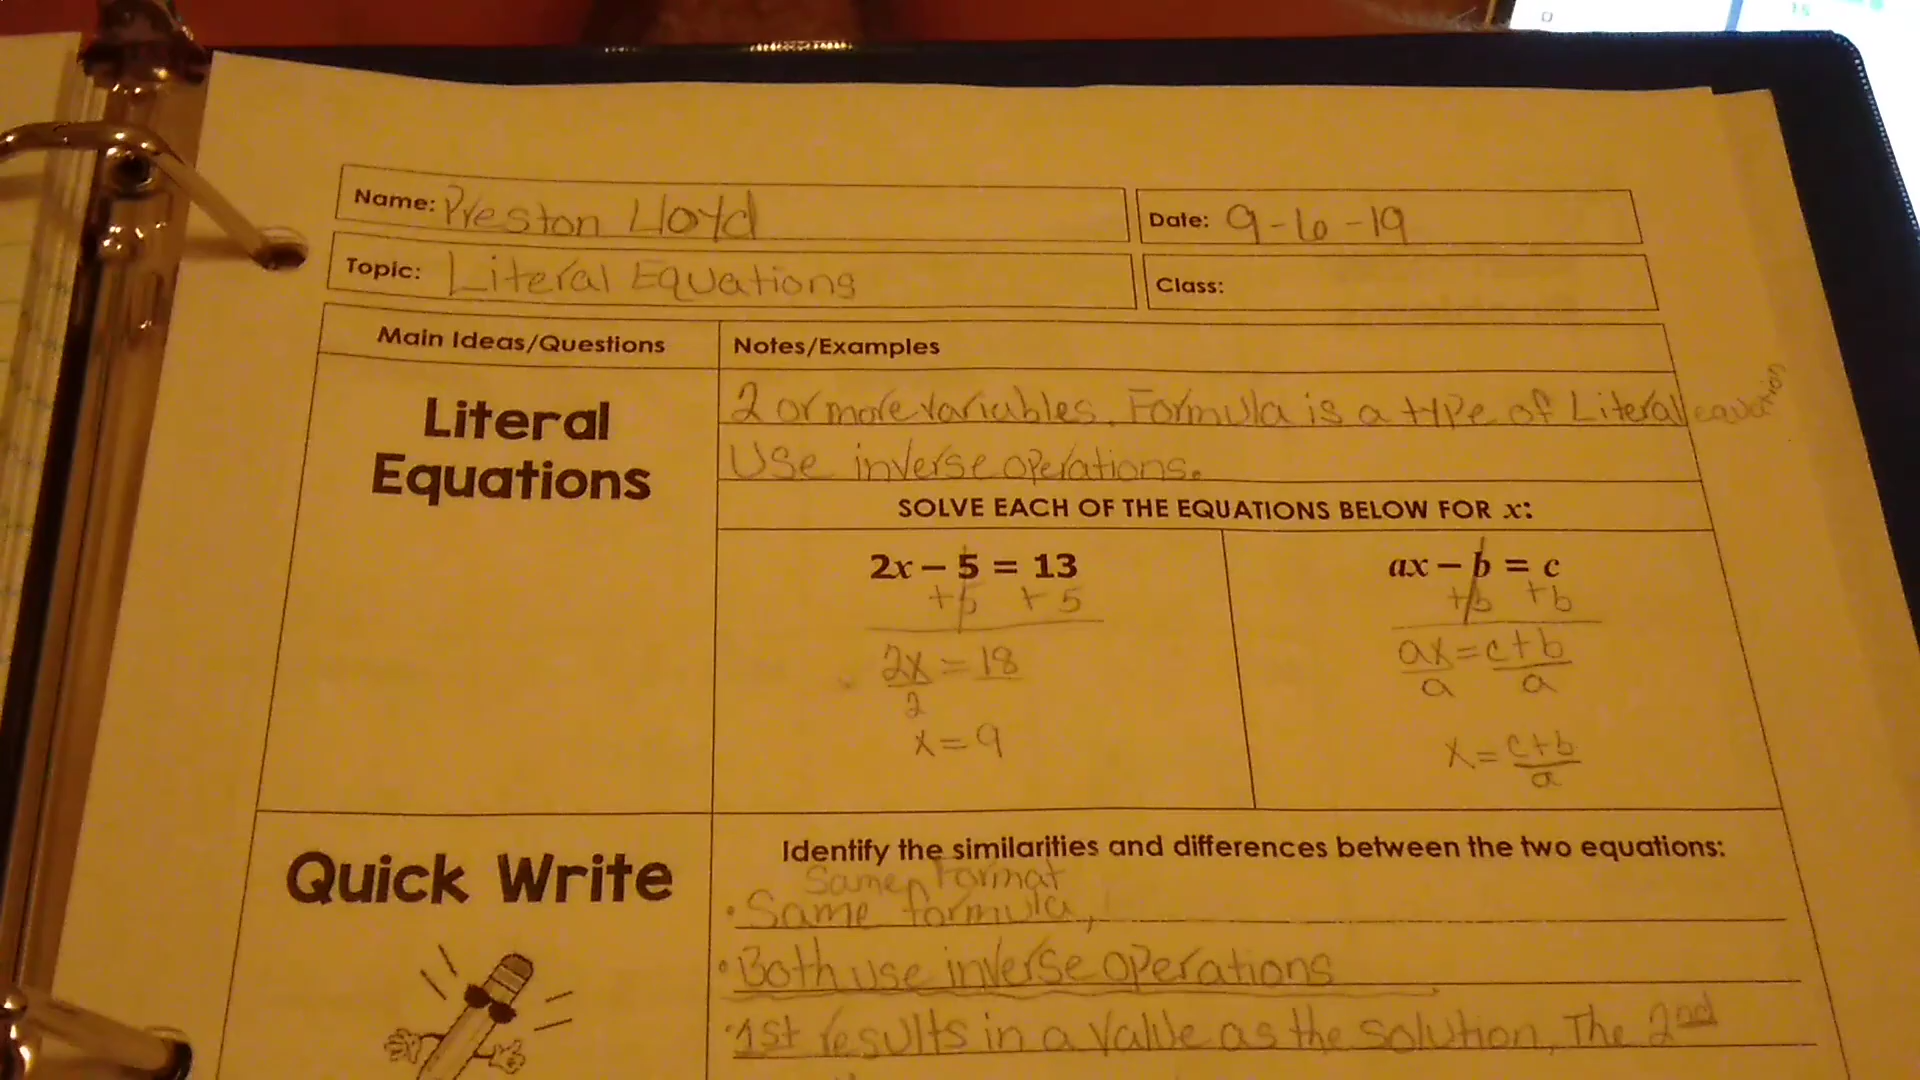 Name: Preston Lloyd
Date: 9-6-19
Topic: Literal Equations
Class:
Main Ideas/Questions
Notes/Examples
Literal
Equations
2 or more variables. Formula is a type of Literal equation
Use inverse operations.
SOLVE EACH OF THE EQUATIONS BELOW FOR x:
2x – 5 = 13
+5 +5
2x = 18
2
x = 9
ax – b = c
+b +b
ax = c+b
a a
x = c+b
a
Quick Write
Identify the similarities and differences between the two equations:
Same Format
• Same formula,
• Both use inverse operations
• 1st results in a value as the solution, The 2nd